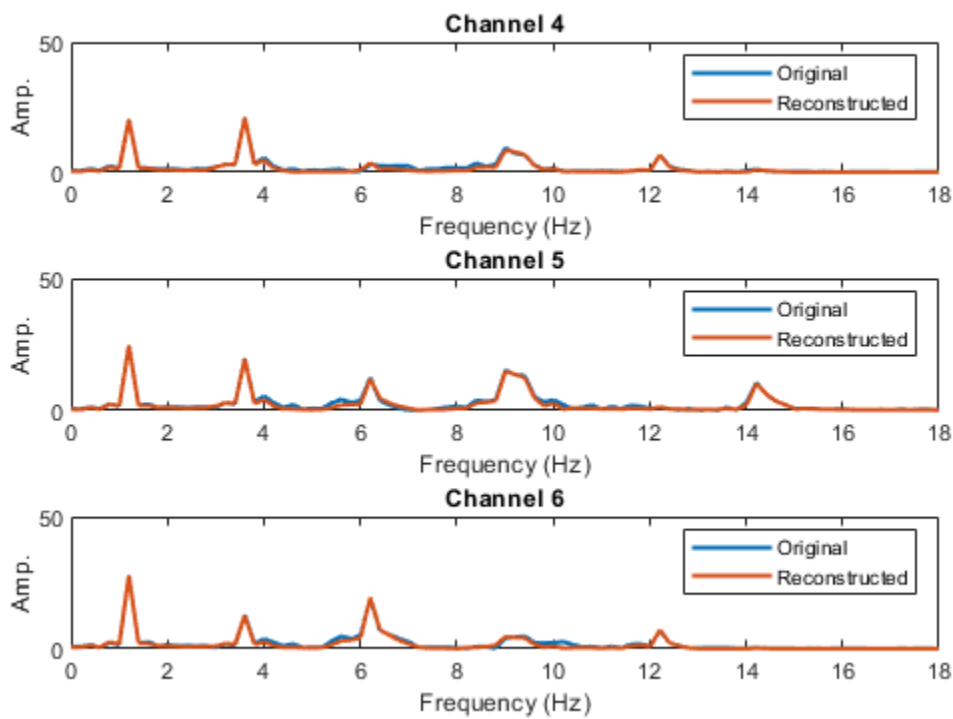 Channel 4
50
Amp.
Original
Reconstructed
0
0 2 4 6 8 10 12 14 16 18
Frequency (Hz)
Channel 5
50
Amp.
Original
Reconstructed
0
0 2 4 6 8 10 12 14 16 18
Frequency (Hz)
Channel 6
50
Amp.
Original
Reconstructed
0
0 2 4 6 8 10 12 14 16 18
Frequency (Hz)